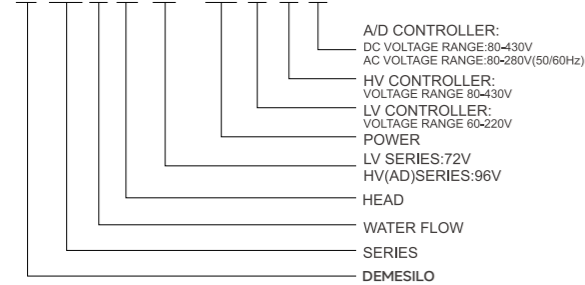 A/D CONTROLLER:
DC VOLTAGE RANGE:80-430V
AC VOLTAGE RANGE:80-280V(50/60Hz)
HV CONTROLLER:
VOLTAGE RANGE 80-430V
LV CONTROLLER:
VOLTAGE RANGE 60-220V
POWER
LV SERIES:72V
HV(AD)SERIES:96V
HEAD
WATER FLOW
SERIES
DEMESILO